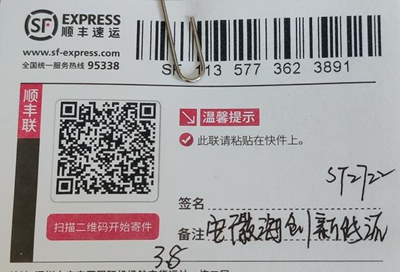 SF EXPRESS
顺丰速运
www.sf-express.com
全国统一服务热线 95338
SF 113 577 362 3891
顺丰联
温馨提示
此联请粘贴在快件上。
ST2722
签名
扫描二维码开始寄件
备注 安徽海创新
38